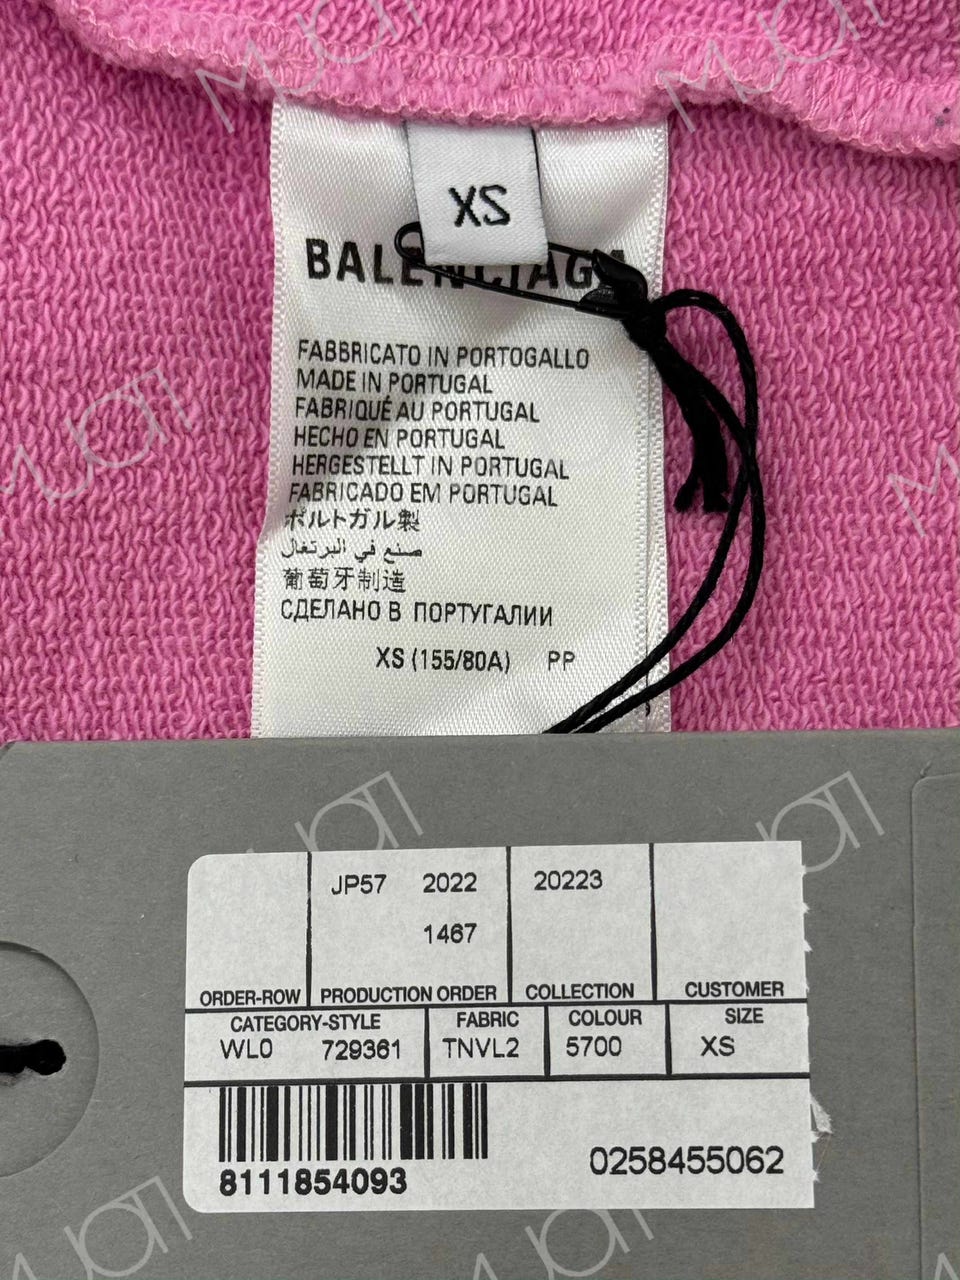 XS
BALENCIAGA
FABBRICATO IN PORTOGALLO
MADE IN PORTUGAL
FABRIQUÉ AU PORTUGAL
HECHO EN PORTUGAL
HERGESTELLT IN PORTUGAL
FABRICADO EM PORTUGAL
ポルトガル製
صنع في البرتغال
葡萄牙制造
СДЕЛАНО В ПОРТУГАЛИИ
XS (155/80A) PP
JP57 2022 20223
1467
ORDER-ROW PRODUCTION ORDER COLLECTION CUSTOMER
CATEGORY-STYLE FABRIC COLOUR SIZE
WL0 729361 TNVL2 5700 XS
8111854093 0258455062